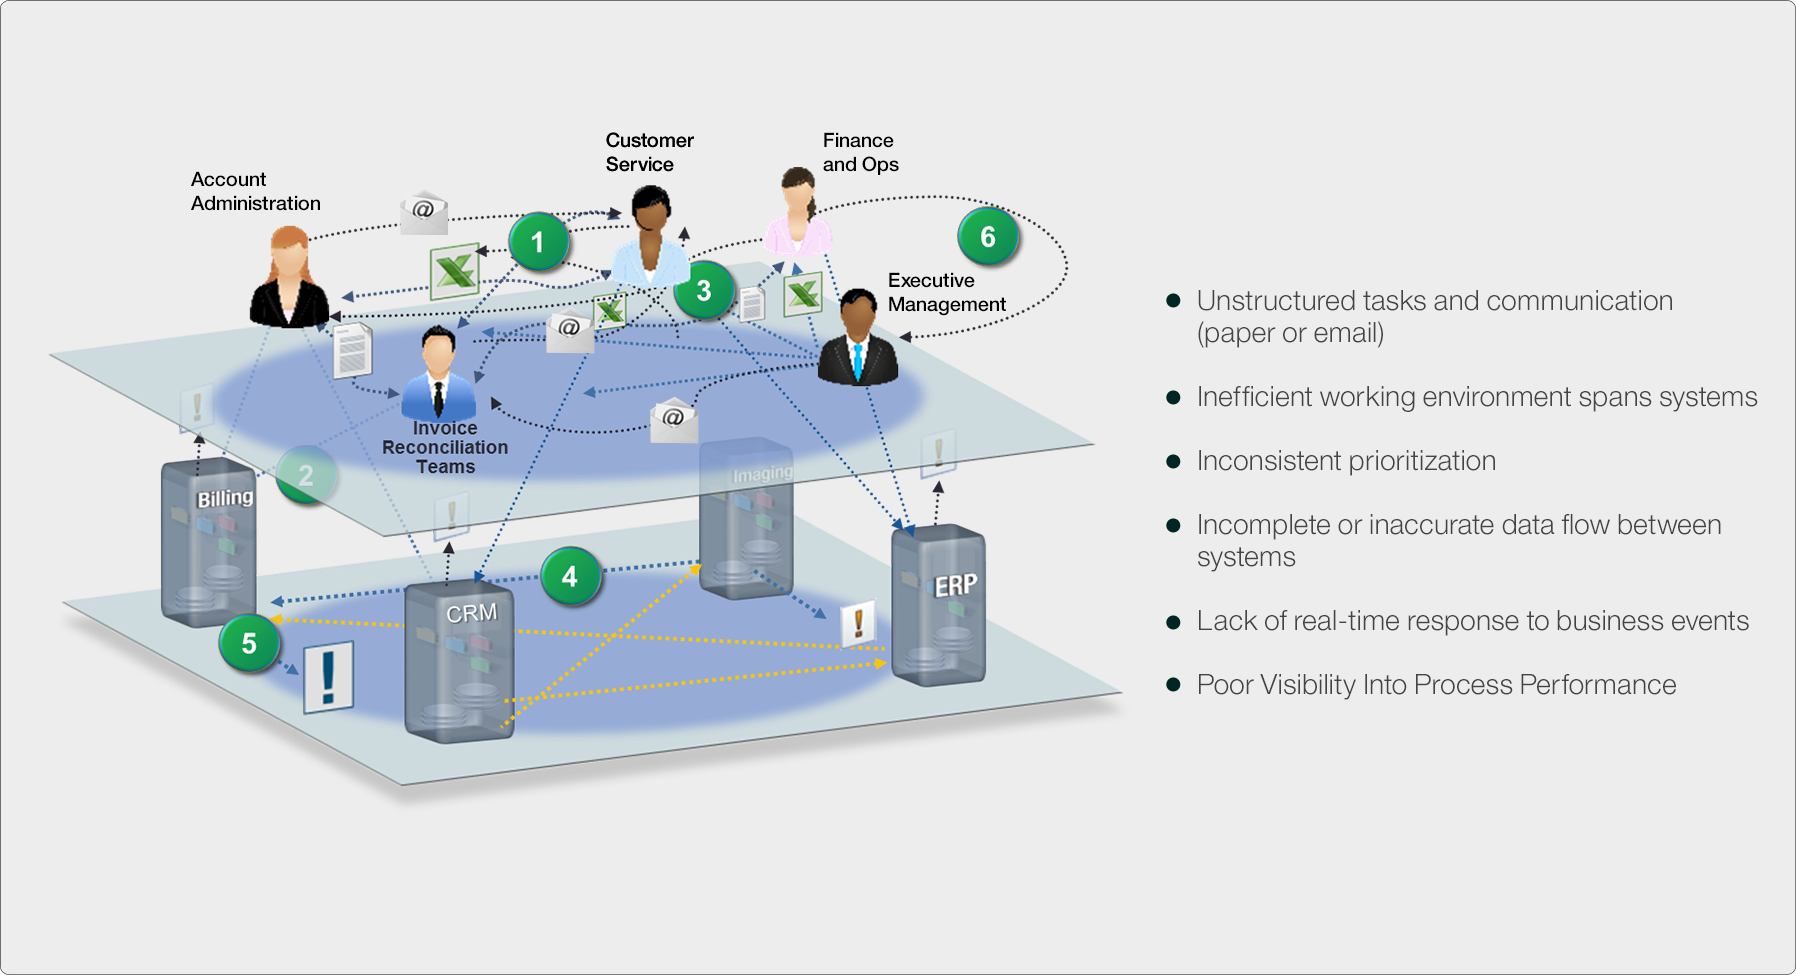 Customer
Service
Finance
and Ops
Account
Administration
1
6
3
Executive
Management
@
@
@
Invoice
Reconciliation
Teams
!
!
!
2
Billing
Imaging
4
CRM
ERP
5
!
!
• Unstructured tasks and communication
(paper or email)
• Inefficient working environment spans systems
• Inconsistent prioritization
• Incomplete or inaccurate data flow between
systems
• Lack of real-time response to business events
• Poor Visibility Into Process Performance